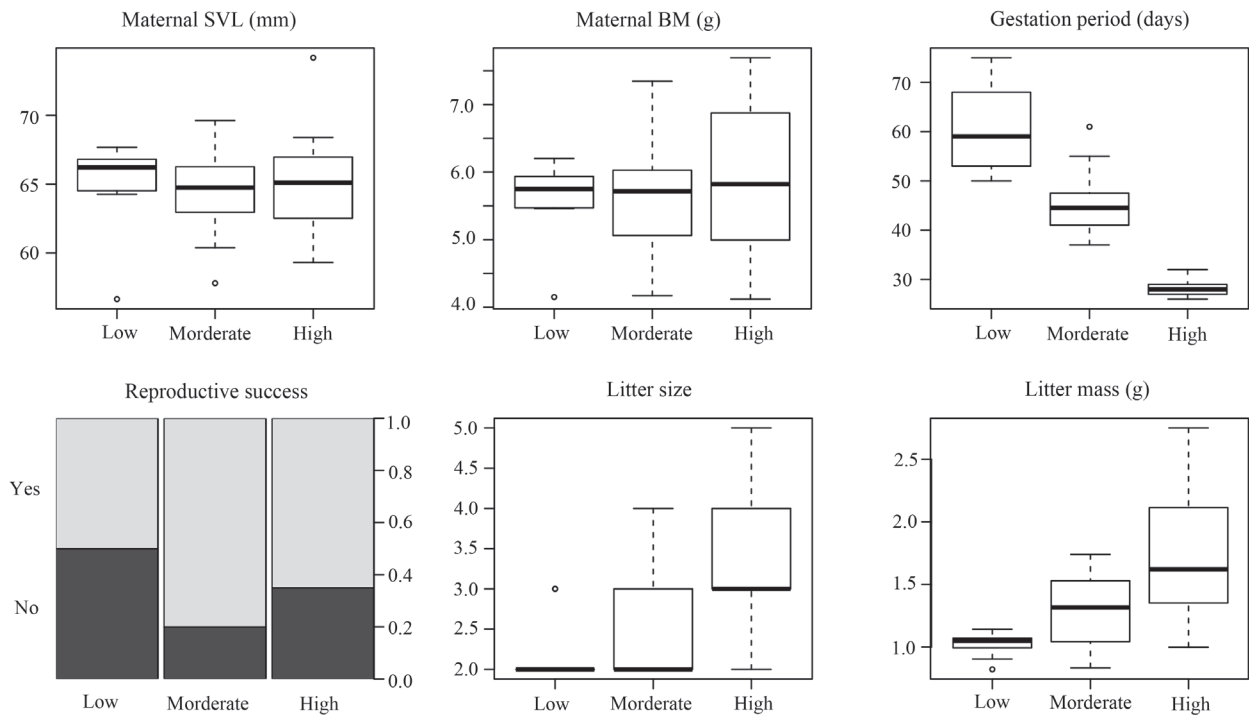 Maternal SVL (mm)
70
65
60
Low Morderate High
Maternal BM (g)
7.0
6.0
5.0
4.0
Low Morderate High
Gestation period (days)
70
60
50
40
30
Low Morderate High
Reproductive success
Yes
No
1.0
0.8
0.6
0.4
0.2
0.0
Low Morderate High
Litter size
5.0
4.5
4.0
3.5
3.0
2.5
2.0
Low Morderate High
Litter mass (g)
2.5
2.0
1.5
1.0
Low Morderate High